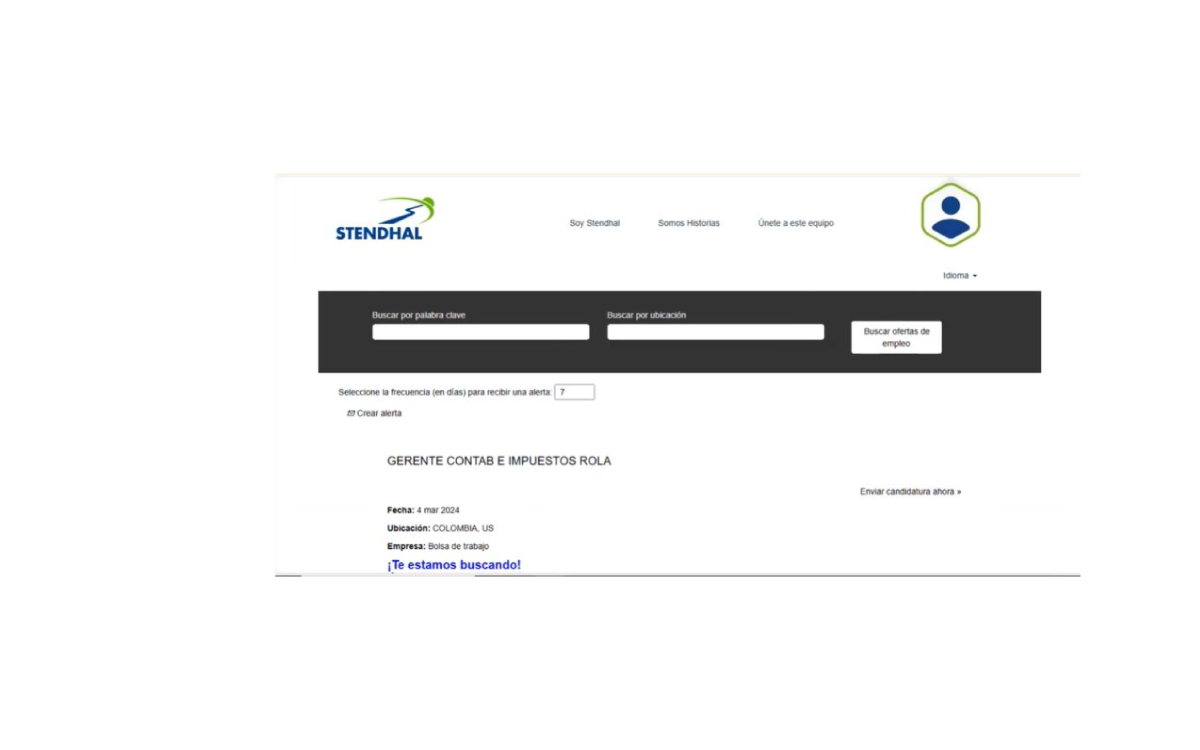 STENDHAL
Soy Stendhal Somos Historias Únete a este equipo
Idioma
Buscar por palabra clave Buscar por ubicación
Buscar ofertas de
empleo
Seleccione la frecuencia (en días) para recibir una alerta: 7
Crear alerta
GERENTE CONTAB E IMPUESTOS ROLA
Enviar candidatura ahora »
Fecha: 4 mar 2024
Ubicación: COLOMBIA, US
Empresa: Bolsa de trabajo
¡Te estamos buscando!